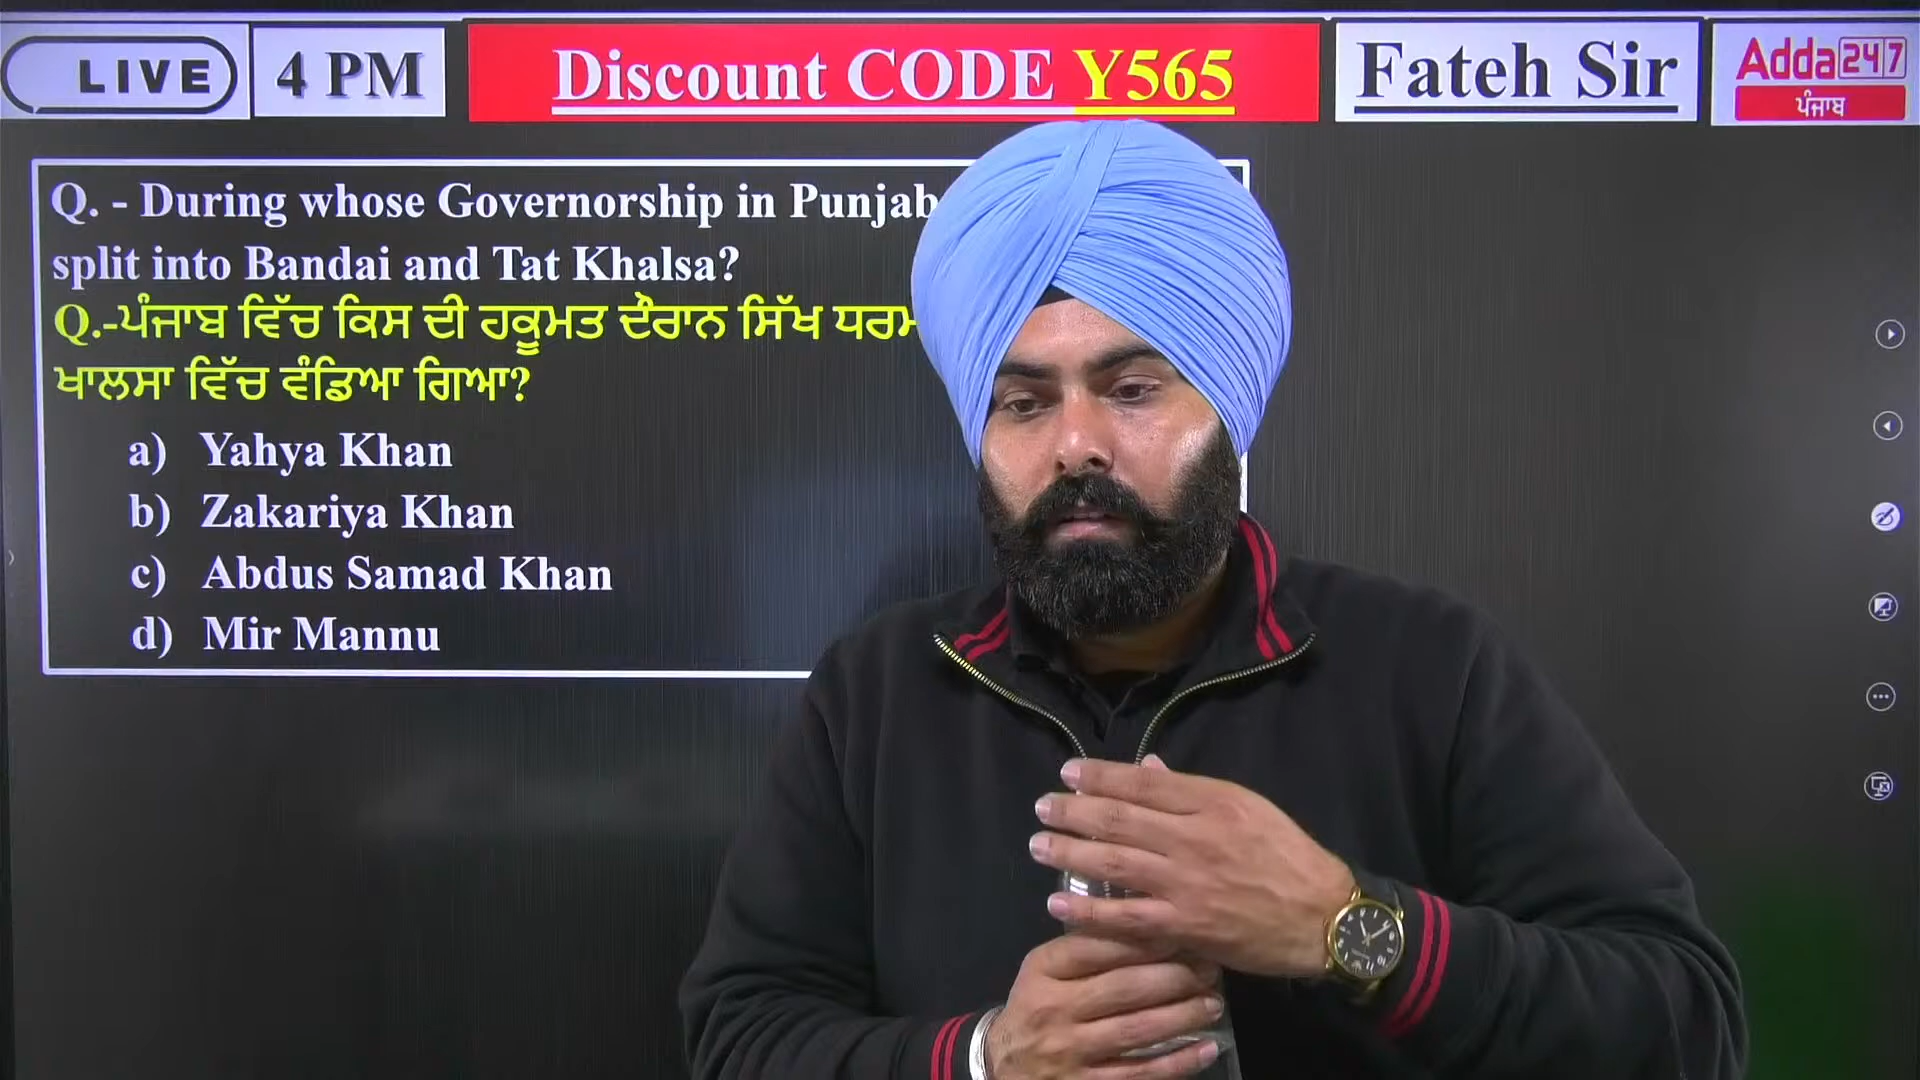 LIVE
4 PM
Discount CODE Y565
Fateh Sir
Adda247
ਪੰਜਾਬ
Q. - During whose Governorship in Punjab
split into Bandai and Tat Khalsa?
Q.-ਪੰਜਾਬ ਵਿੱਚ ਕਿਸ ਦੀ ਹਕੂਮਤ ਦੌਰਾਨ ਸਿੱਖ
ਖਾਲਸਾ ਵਿੱਚ ਵੰਡਿਆ ਗਿਆ?
a) Yahya Khan
b) Zakariya Khan
c) Abdus Samad Khan
d) Mir Mannu